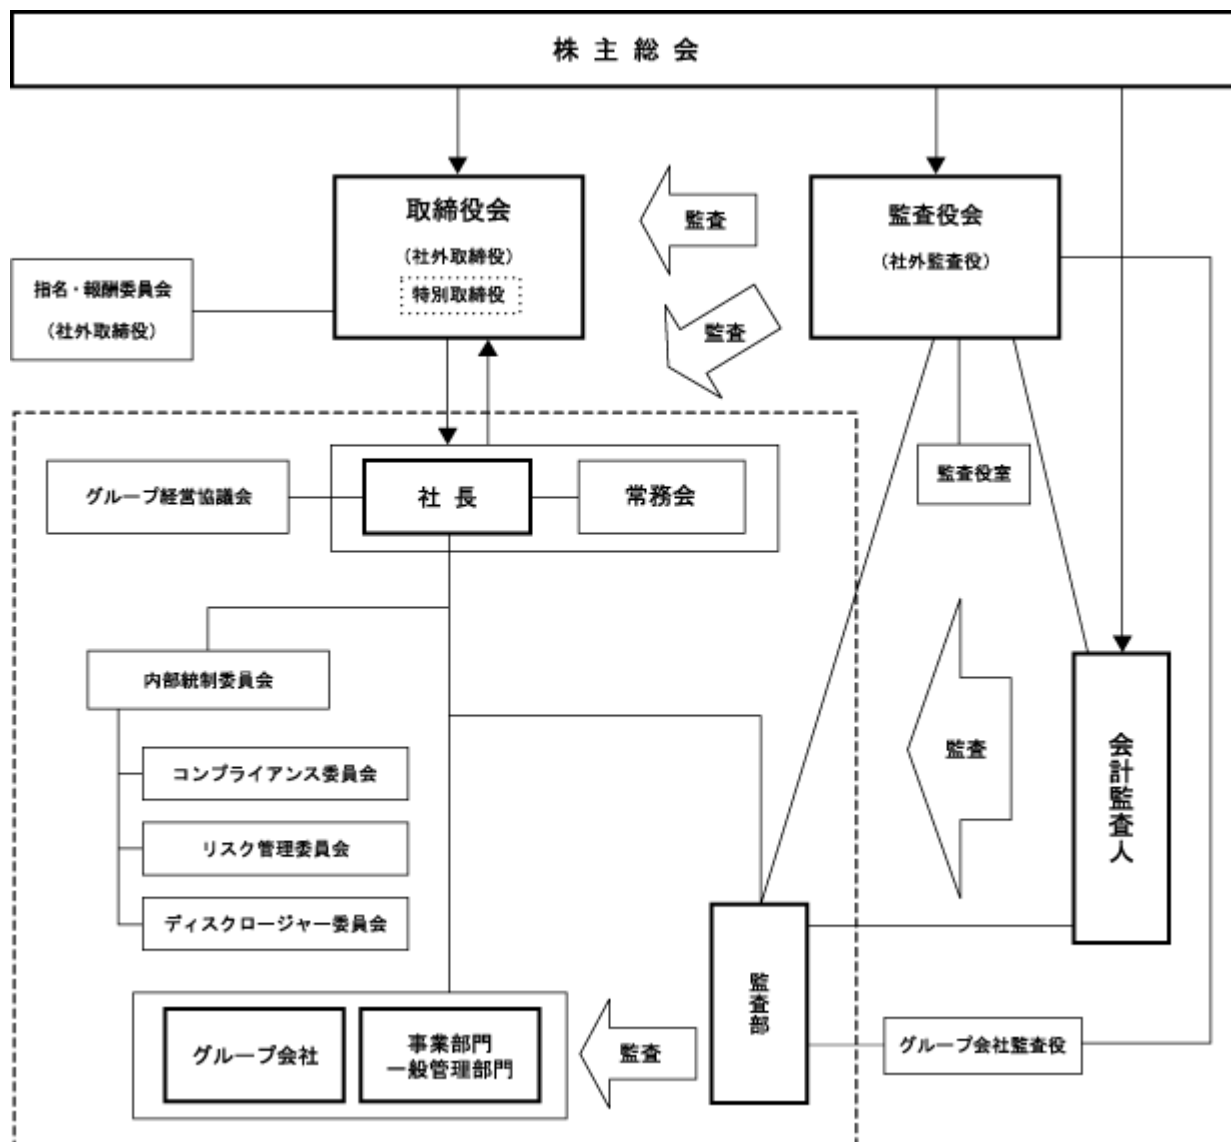 株主総会
取締役会
(社外取締役)
特別取締役
監査
監査役会
(社外監査役)
指名・報酬委員会
(社外取締役)
監査
グループ経営協議会
社長
常務会
監査役室
内部統制委員会
コンプライアンス委員会
リスク管理委員会
ディスクロージャー委員会
監査
会計監査人
監査部
グループ会社
事業部門
一般管理部門
監査
グループ会社監査役